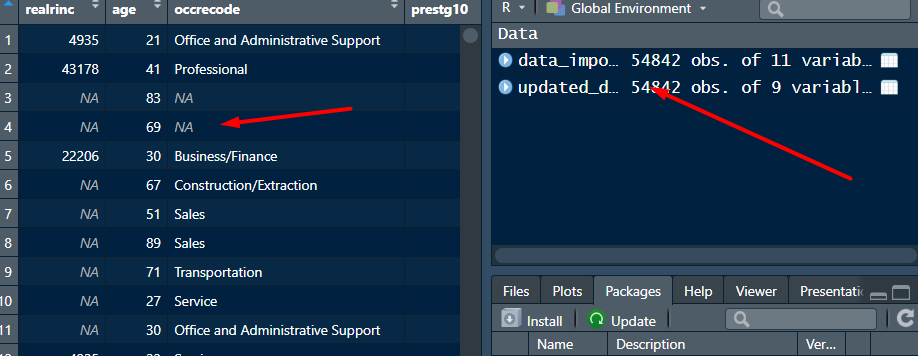 realrinc age occrecode prestg10
1 4935 21 Office and Administrative Support
2 43178 41 Professional
3 NA 83 NA
4 NA 69 NA
5 22206 30 Business/Finance
6 NA 67 Construction/Extraction
7 NA 51 Sales
8 NA 89 Sales
9 NA 71 Transportation
10 NA 27 Service
11 NA 30 Office and Administrative Support
R Global Environment
Data
data_impo… 54842 obs. of 11 variab…
updated_d… 54842 obs. of 9 variabl…
Files Plots Packages Help Viewer Presentati
Install Update
Name Description Ver…